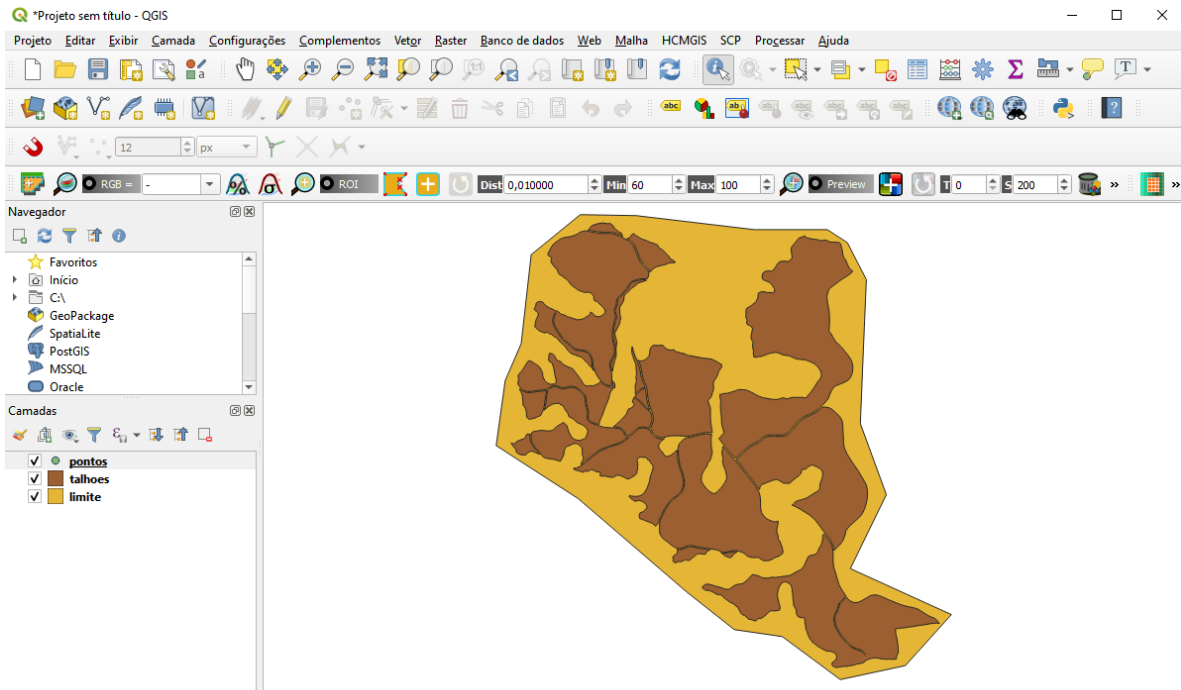 *Projeto sem título - QGIS
Projeto Editar Exibir Camada Configurações Complementos Vetor Raster Banco de dados Web Malha HCMGIS SCP Processar Ajuda
12 px
RGB = - ROI Dist 0,010000 Min 60 Max 100 Preview T 0 S 200 » »
Navegador
Favoritos
Início
C:\
GeoPackage
SpatiaLite
PostGIS
MSSQL
Oracle
Camadas
pontos
talhoes
limite